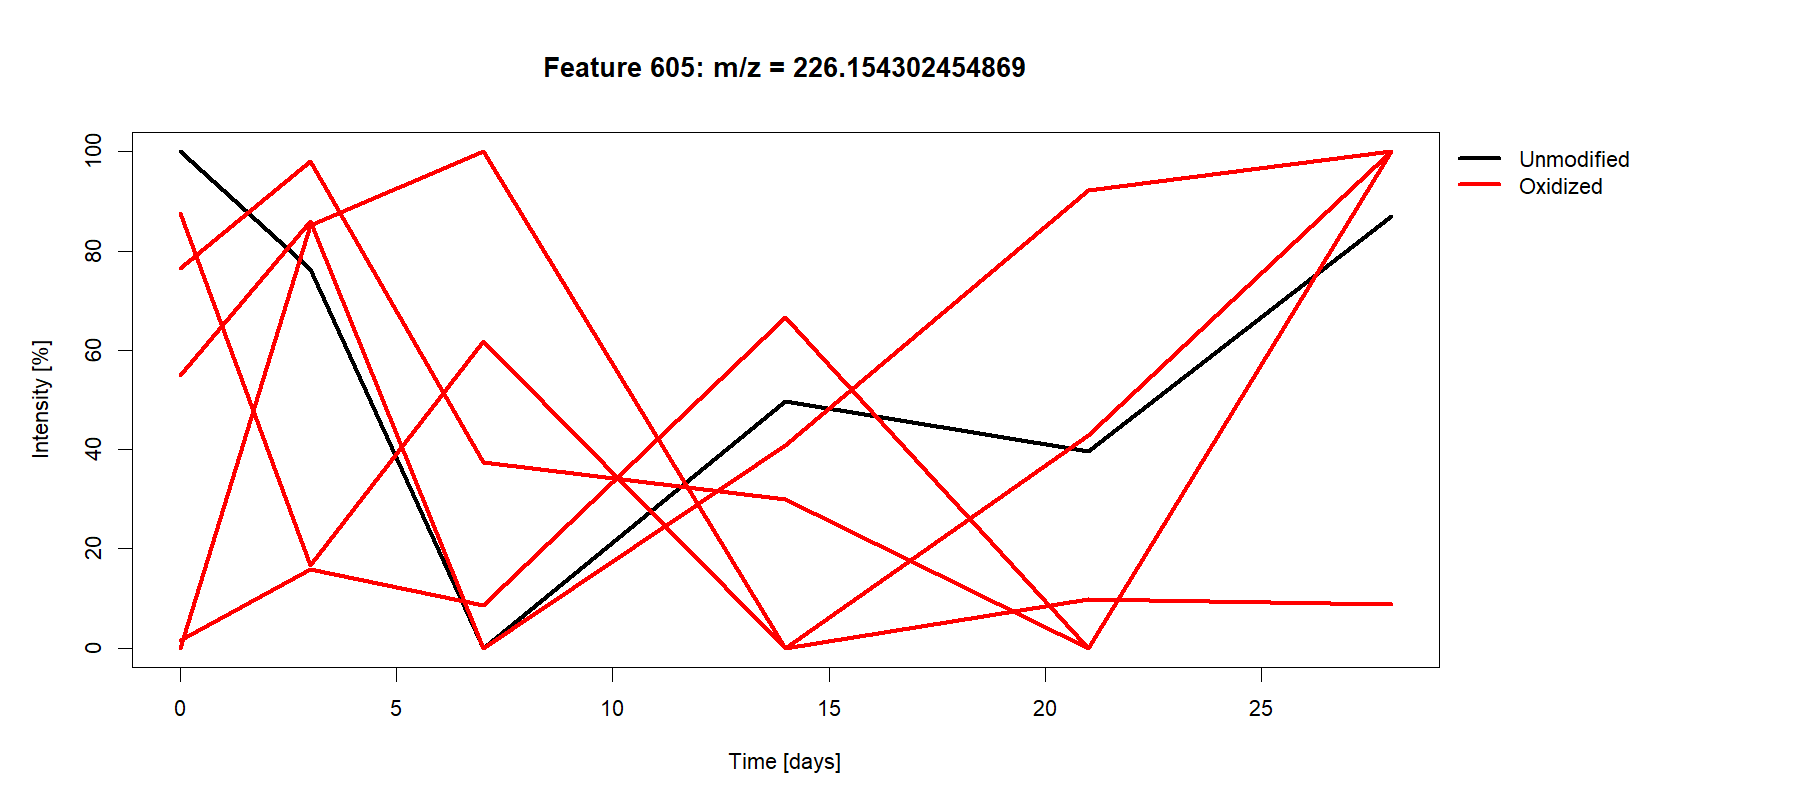 Feature 605: m/z = 226.154302454869
Unmodified
Oxidized
Intensity [%]
100
80
60
40
20
0
0 5 10 15 20 25
Time [days]